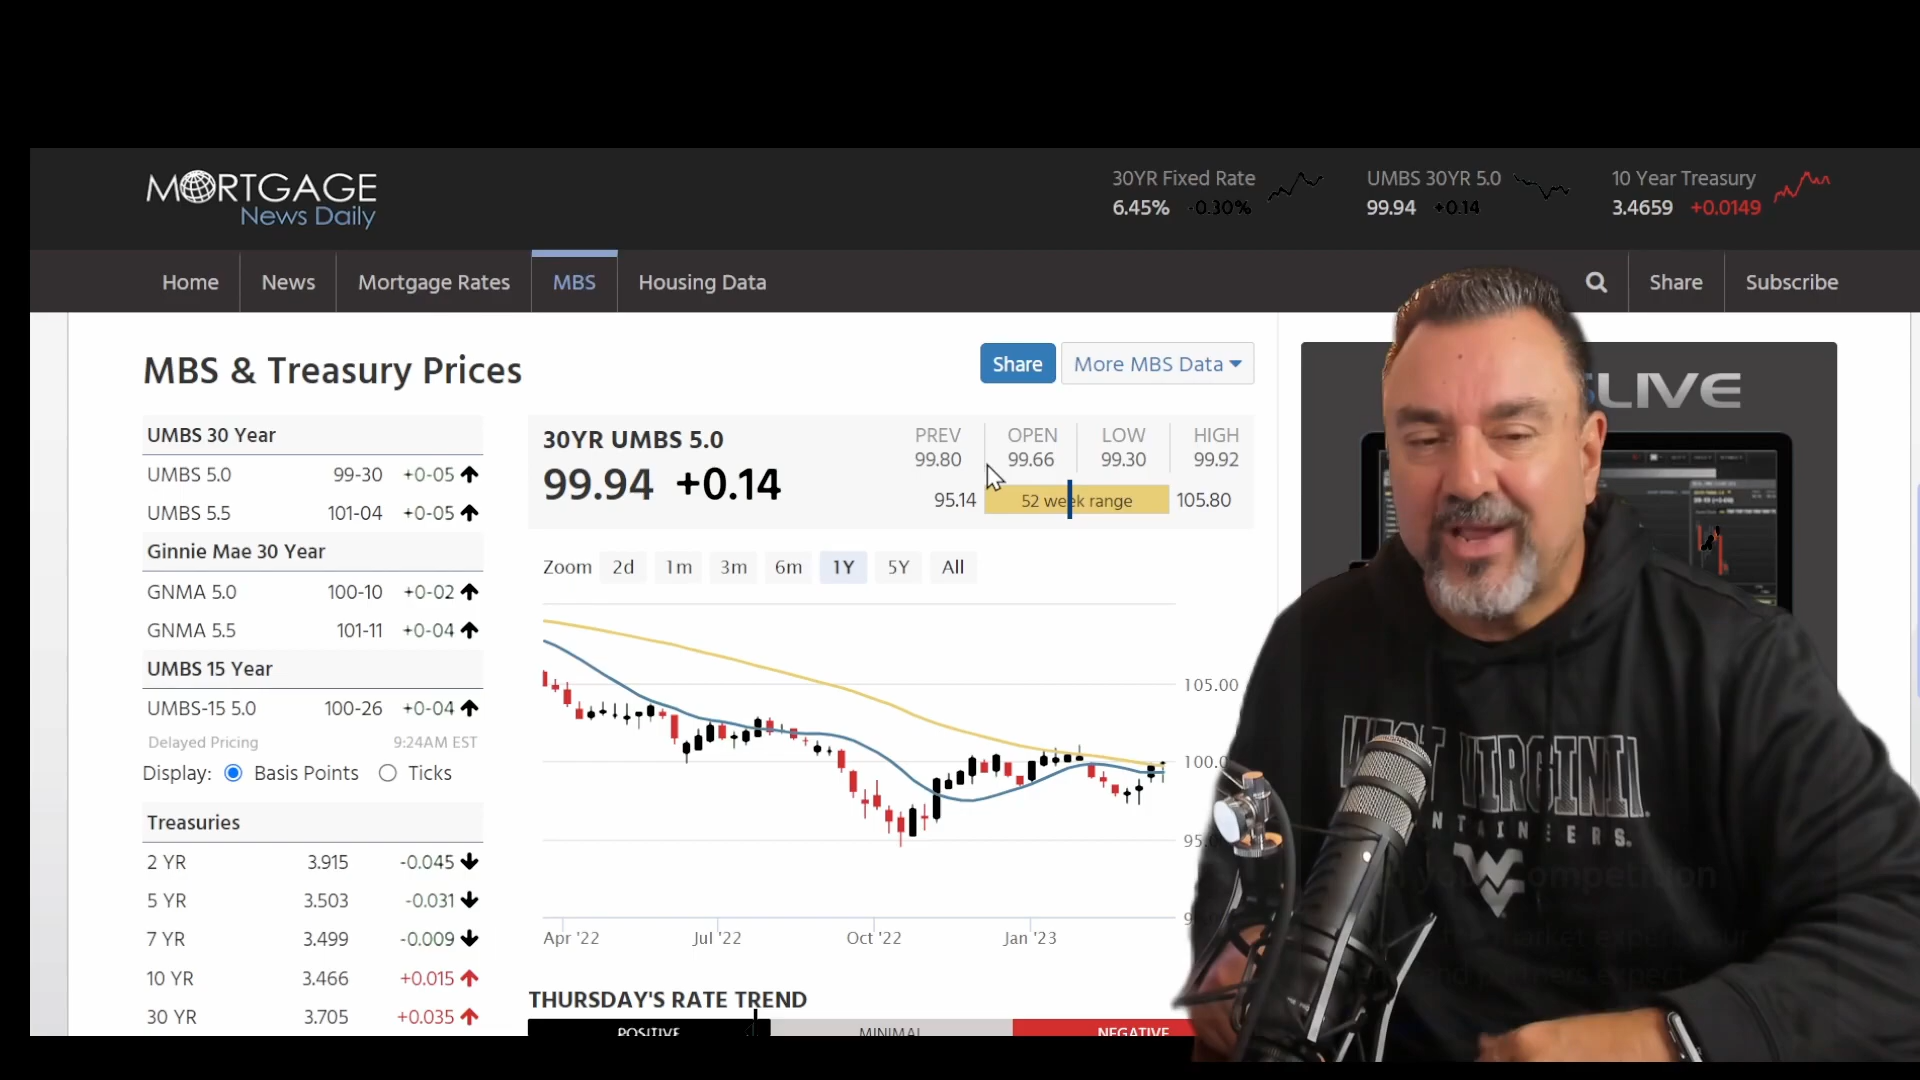 MORTGAGE
News Daily
30YR Fixed Rate
6.45% -0.30%
UMBS 30YR 5.0
99.94 +0.14
10 Year Treasury
3.4659 +0.0149
Home News Mortgage Rates MBS Housing Data Share Subscribe
MBS & Treasury Prices
Share More MBS Data
UMBS 30 Year
UMBS 5.0 99-30 +0-05
UMBS 5.5 101-04 +0-05
Ginnie Mae 30 Year
GNMA 5.0 100-10 +0-02
GNMA 5.5 101-11 +0-04
UMBS 15 Year
UMBS-15 5.0 100-26 +0-04
Delayed Pricing 9:24AM EST
Display: Basis Points Ticks
Treasuries
2 YR 3.915 -0.045
5 YR 3.503 -0.031
7 YR 3.499 -0.009
10 YR 3.466 +0.015
30 YR 3.705 +0.035
30YR UMBS 5.0
99.94 +0.14
PREV OPEN LOW HIGH
99.80 99.66 99.30 99.92
95.14 52 week range 105.80
Zoom 2d 1m 3m 6m 1Y 5Y All
105.00
Apr '22 Jul '22 Oct '22 Jan '23
THURSDAY'S RATE TREND
POSITIVE MINIMAL NEGATIVE
LIVE
WEST VIRGINIA
MOUNTAINEERS.
WV